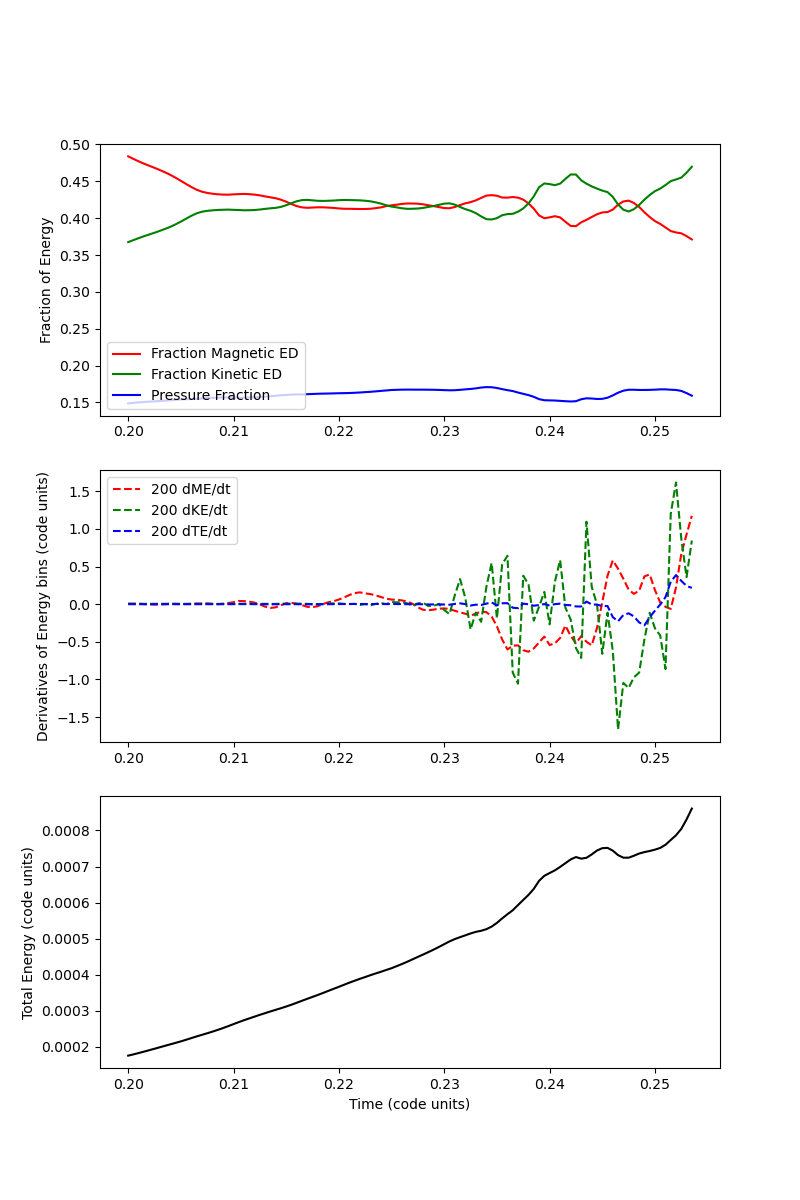 0.50
0.45
0.40
0.35
0.30
0.25
0.20
0.15
Fraction of Energy
Fraction Magnetic ED
Fraction Kinetic ED
Pressure Fraction
0.20 0.21 0.22 0.23 0.24 0.25
1.5
1.0
0.5
0.0
−0.5
−1.0
−1.5
Derivatives of Energy bins (code units)
200 dME/dt
200 dKE/dt
200 dTE/dt
0.20 0.21 0.22 0.23 0.24 0.25
0.0008
0.0007
0.0006
0.0005
0.0004
0.0003
0.0002
Total Energy (code units)
0.20 0.21 0.22 0.23 0.24 0.25
Time (code units)